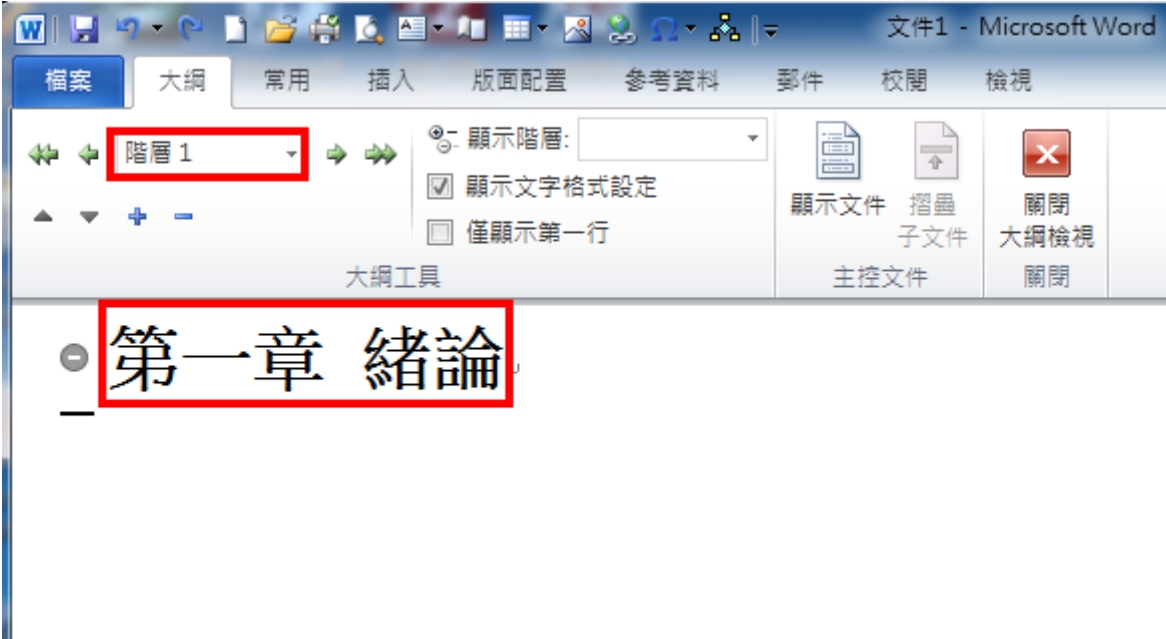 W 文件1 - Microsoft Word
檔案 大綱 常用 插入 版面配置 參考資料 郵件 校閱 檢視
階層 1 顯示階層:
顯示文字格式設定
僅顯示第一行
顯示文件 摺疊 關閉
子文件 大綱檢視
大綱工具 主控文件 關閉
第一章 緒論